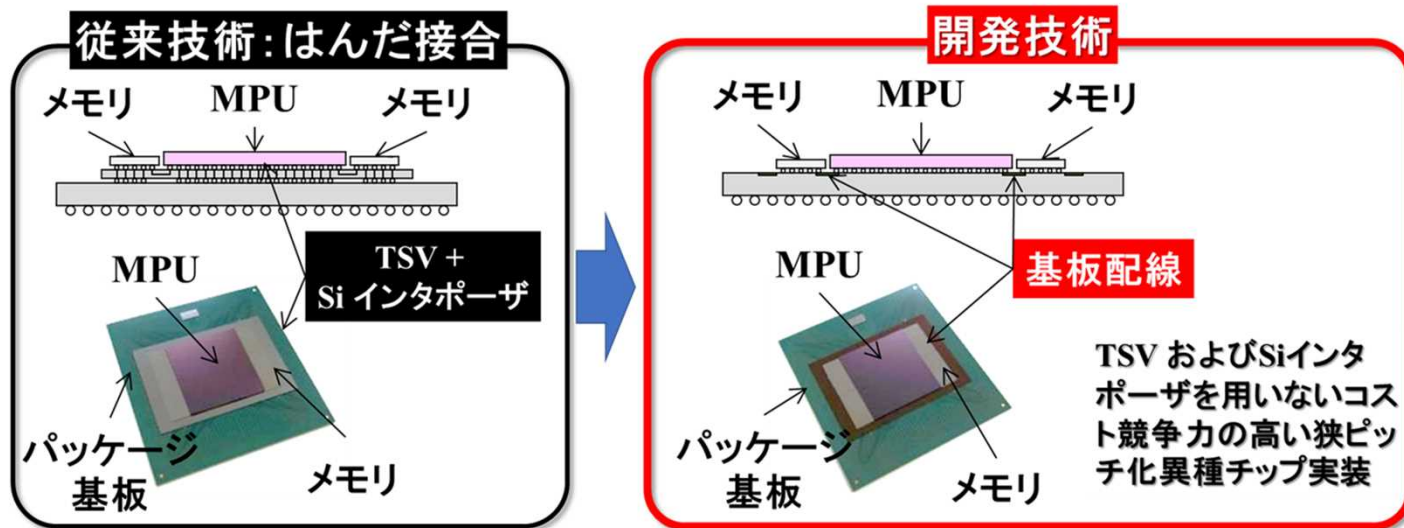 従来技術：はんだ接合
メモリ
MPU
メモリ
TSV +
Si インタポーザ
MPU
パッケージ
基板
メモリ
開発技術
メモリ
MPU
メモリ
基板配線
MPU
パッケージ
基板
メモリ
TSV およびSiインタ
ポーザを用いないコス
ト競争力の高い狭ピッ
チ化異種チップ実装